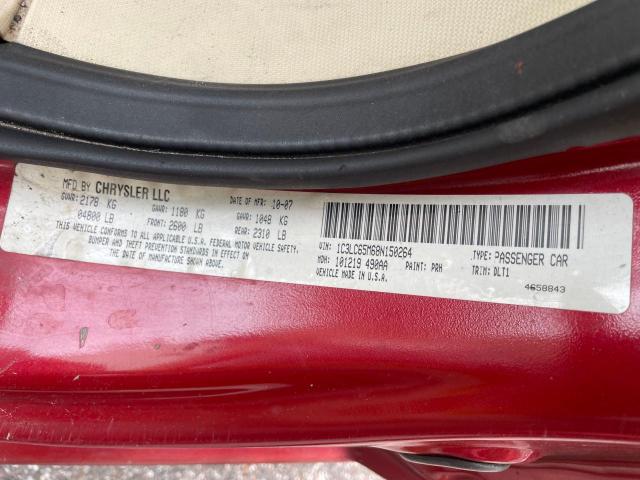 MFD BY CHRYSLER LLC DATE OF MFR: 10-07
GVWR: 2178 KG GAWR: 1180 KG GAWR: 1048 KG
04800 LB FRONT: 2600 LB REAR: 2310 LB
THIS VEHICLE CONFORMS TO ALL APPLICABLE U.S.A. FEDERAL MOTOR VEHICLE SAFETY,
BUMPER AND THEFT PREVENTION STANDARDS IN EFFECT ON
THE DATE OF MANUFACTURE SHOWN ABOVE.
VIN: 1C3LC65M68N150264 TYPE: PASSENGER CAR
MDH: 101219 490AA PAINT: PRH TRIM: DLT1
VEHICLE MADE IN U.S.A. 4658843